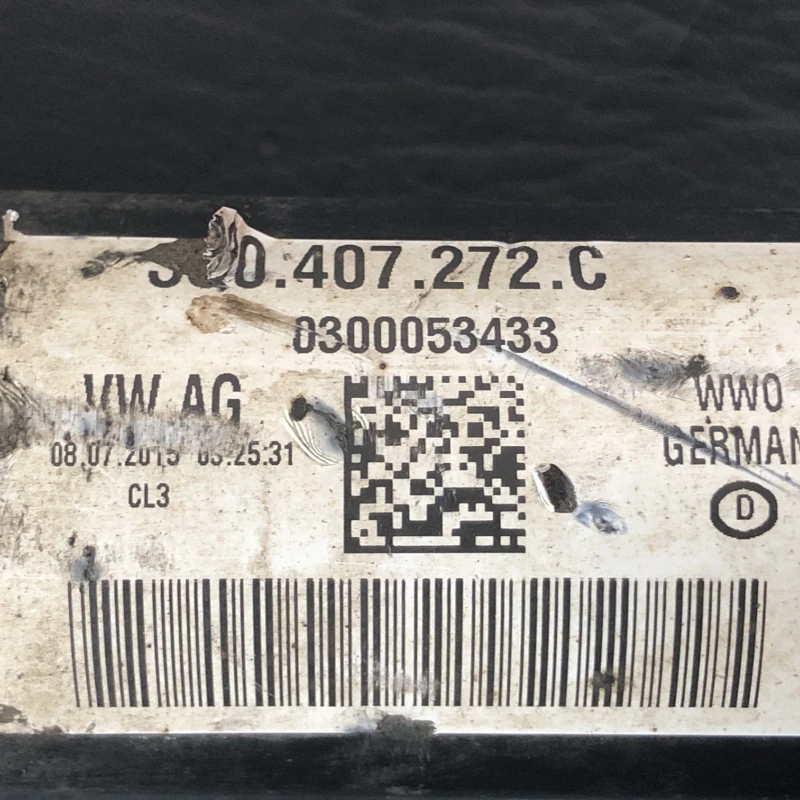 0.407.272.C
0300053433
VW AG
08.07.2015
CL3
WWO
GERMAN
D